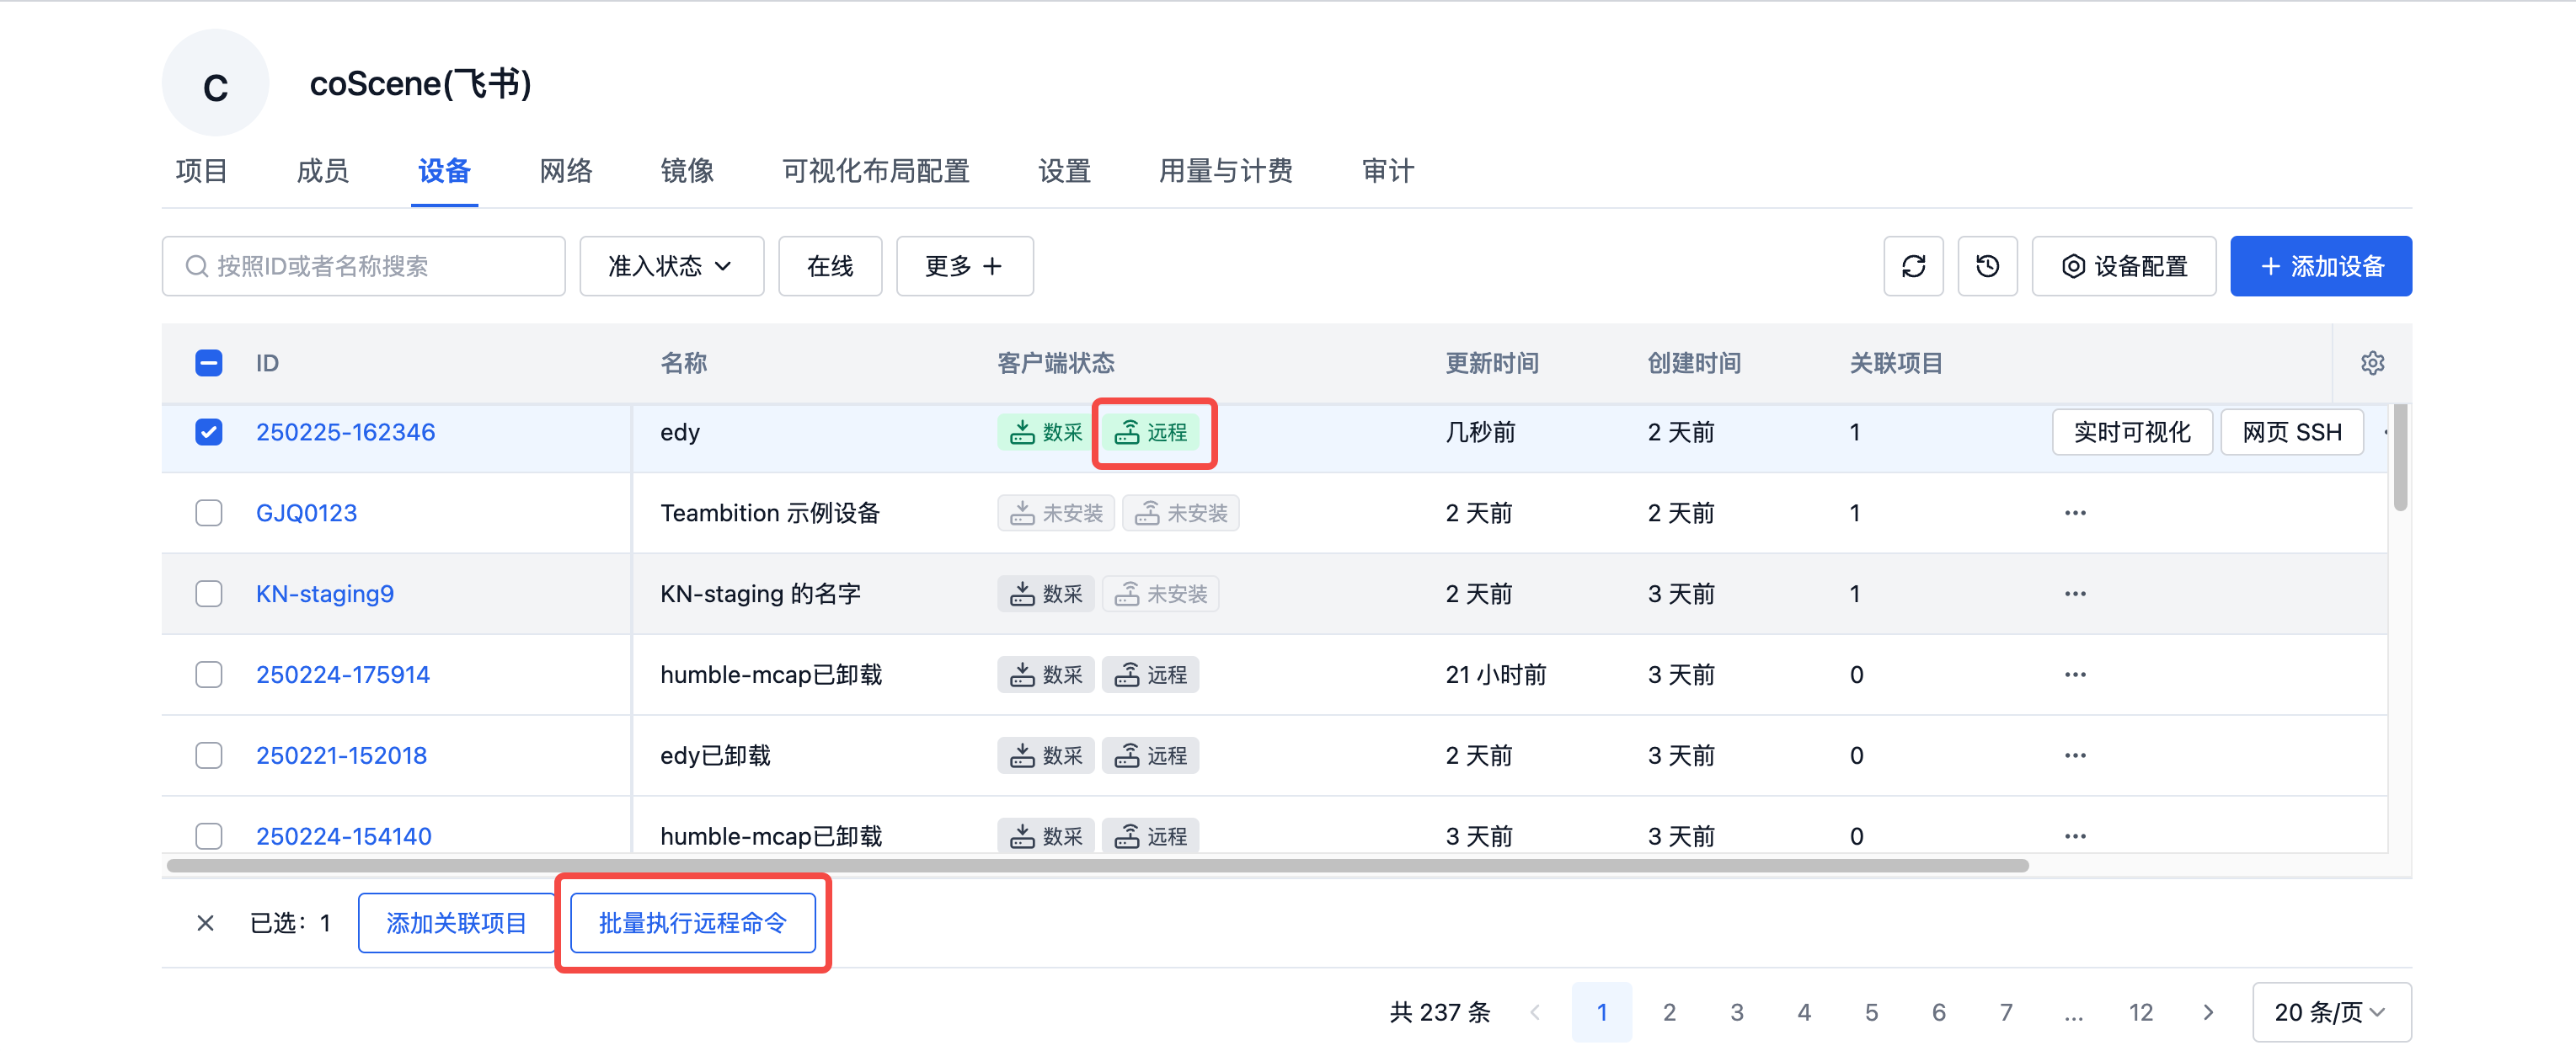 C
coScene(飞书)
项目 成员 设备 网络 镜像 可视化布局配置 设置 用量与计费 审计
按照ID或者名称搜索 准入状态 在线 更多 设备配置 添加设备
ID 名称 客户端状态 更新时间 创建时间 关联项目
250225-162346 edy 数采 远程 几秒前 2 天前 1 实时可视化 网页 SSH
GJQ0123 Teambition 示例设备 未安装 未安装 2 天前 2 天前 1 ···
KN-staging9 KN-staging 的名字 数采 未安装 2 天前 3 天前 1 ···
250224-175914 humble-mcap已卸载 数采 远程 21 小时前 3 天前 0 ···
250221-152018 edy已卸载 数采 远程 2 天前 3 天前 0 ···
250224-154140 humble-mcap已卸载 数采 远程 3 天前 3 天前 0 ···
已选：1 添加关联项目 批量执行远程命令
共 237 条 1 2 3 4 5 6 7 ... 12 20 条/页